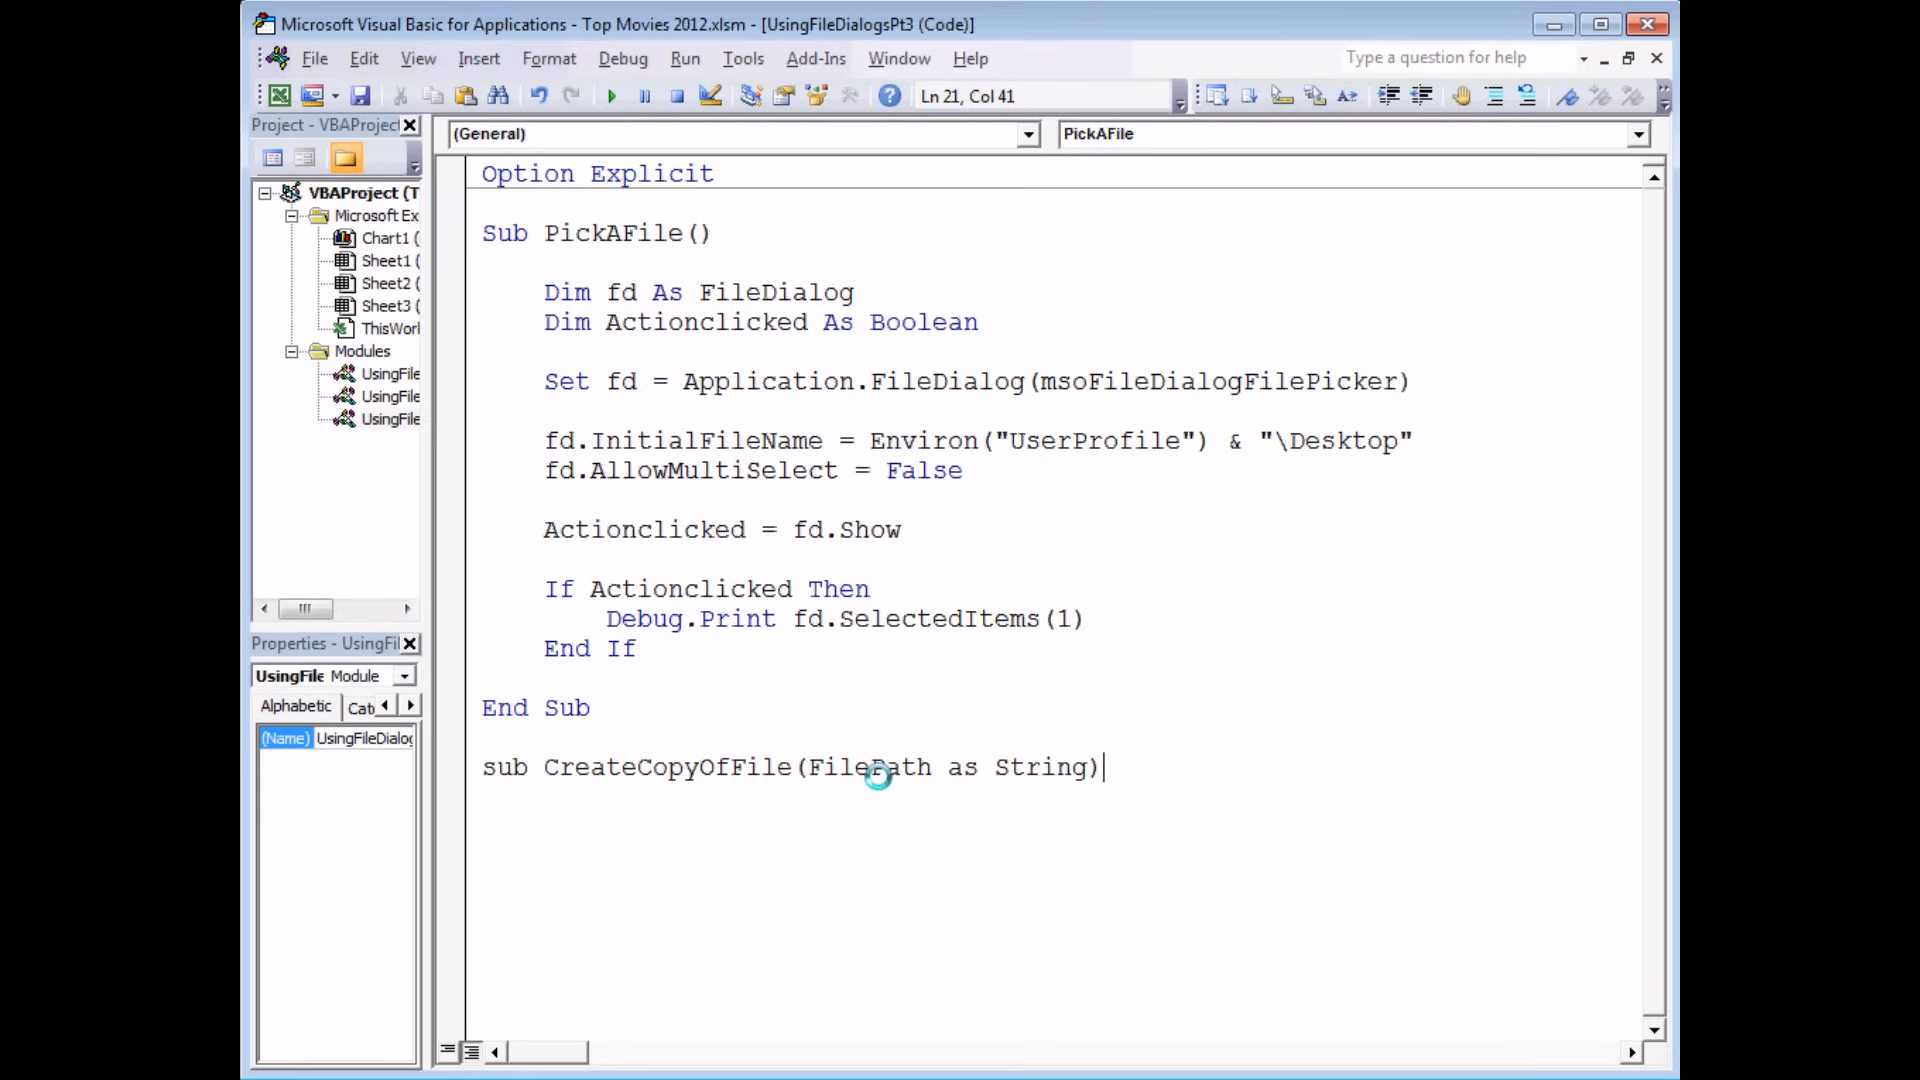 Microsoft Visual Basic for Applications - Top Movies 2012.xlsm - [UsingFileDialogsPt3 (Code)]
File Edit View Insert Format Debug Run Tools Add-Ins Window Help
Type a question for help
Ln 21, Col 41
Project - VBAProject
(General)
PickAFile
VBAProject (T
Microsoft Ex
Chart1 (
Sheet1 (
Sheet2 (
Sheet3 (
ThisWorl
Modules
UsingFile
UsingFile
UsingFile
Properties - UsingFil
UsingFile Module
Alphabetic Cat
(Name) UsingFileDialog
Option Explicit
Sub PickAFile()
Dim fd As FileDialog
Dim Actionclicked As Boolean
Set fd = Application.FileDialog(msoFileDialogFilePicker)
fd.InitialFileName = Environ("UserProfile") & "\Desktop"
fd.AllowMultiSelect = False
Actionclicked = fd.Show
If Actionclicked Then
Debug.Print fd.SelectedItems(1)
End If
End Sub
sub CreateCopyOfFile(FilePath as String)